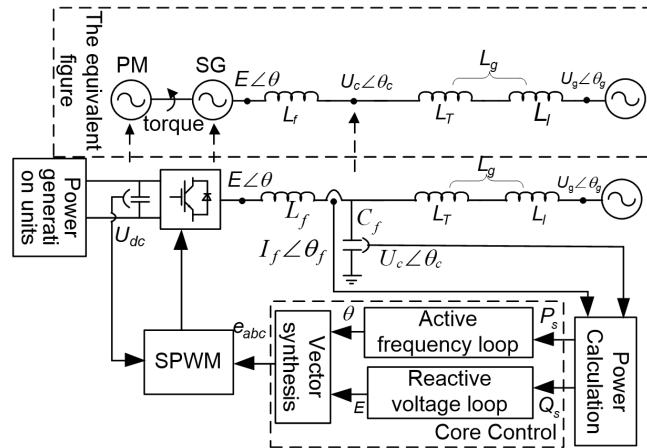 The equivalent
figure
PM
SG
torque
E∠θ
L_f
U_c∠θ_c
L_g
L_T
L_l
U_g∠θ_g
Power
generati
on units
U_dc
E∠θ
L_f
I_f∠θ_f
C_f
U_c∠θ_c
L_g
L_T
L_l
U_g∠θ_g
SPWM
e_abc
Vector
synthesis
θ
E
Active
frequency loop
Reactive
voltage loop
P_s
Q_s
Core Control
Power
Calculation